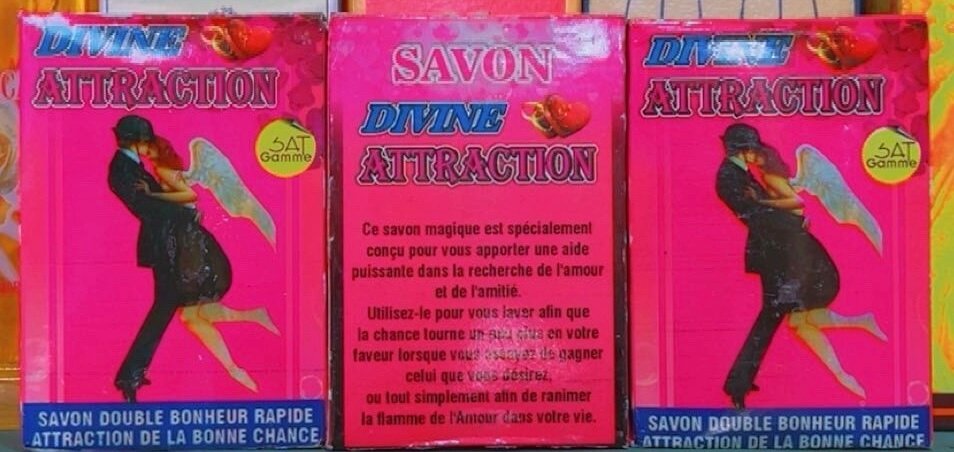 DIVINE
ATTRACTION
SAT
Gamme
SAVON DOUBLE BONHEUR RAPIDE
ATTRACTION DE LA BONNE CHANCE
SAVON
DIVINE
ATTRACTION
Ce savon magique est spécialement
conçu pour vous apporter une aide
puissante dans la recherche de l'amour
et de l'amitié.
Utilisez-le pour vous laver afin que
la chance tourne un peu plus en votre
faveur lorsque vous essayez de gagner
celui que vous désirez,
ou tout simplement afin de ranimer
la flamme de l'Amour dans votre vie.
DIVINE
ATTRACTION
SAT
Gamme
SAVON DOUBLE BONHEUR RAPIDE
ATTRACTION DE LA BONNE CHANCE